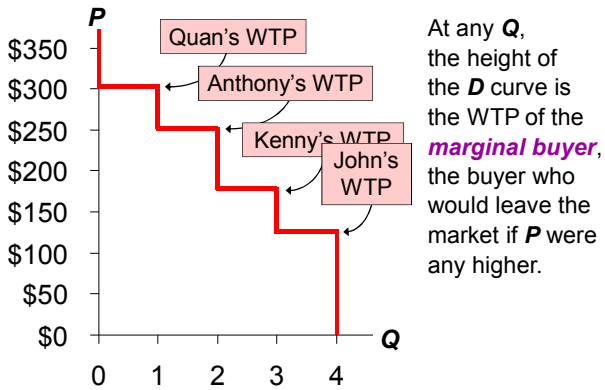 P
$350
$300
$250
$200
$150
$100
$50
$0
0 1 2 3 4
Q
Quan's WTP
Anthony's WTP
Kenny's WTP
John's
WTP
At any Q,
the height of
the D curve is
the WTP of the
marginal buyer,
the buyer who
would leave the
market if P were
any higher.